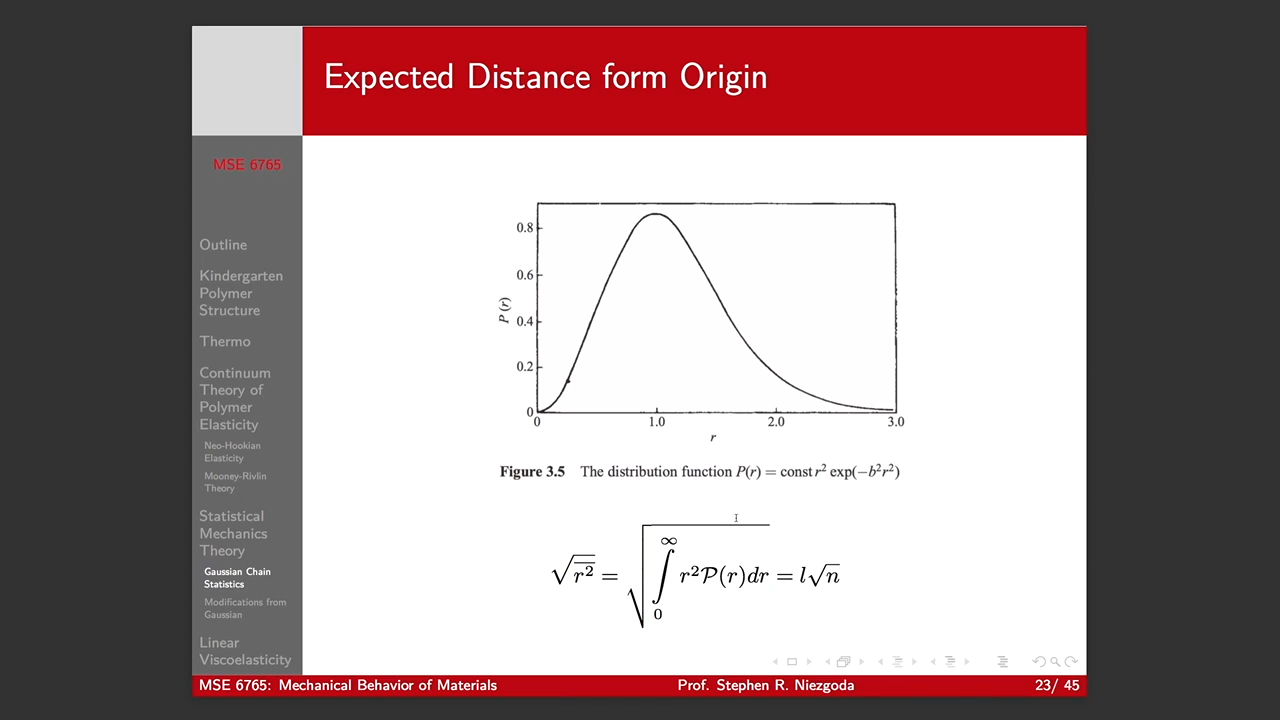 Expected Distance form Origin
MSE 6765
Outline
Kindergarten
Polymer
Structure
Thermo
Continuum
Theory of
Polymer
Elasticity
Neo-Hookian
Elasticity
Mooney-Rivlin
Theory
Statistical
Mechanics
Theory
Gaussian Chain
Statistics
Modifications from
Gaussian
Linear
Viscoelasticity
P (r)
0.8
0.6
0.4
0.2
0
0 1.0 2.0 3.0
r
Figure 3.5 The distribution function P(r) = const r² exp(−b²r²)
√r² = √∫₀^∞ r²𝒫(r)dr = l√n
MSE 6765: Mechanical Behavior of Materials Prof. Stephen R. Niezgoda 23/ 45